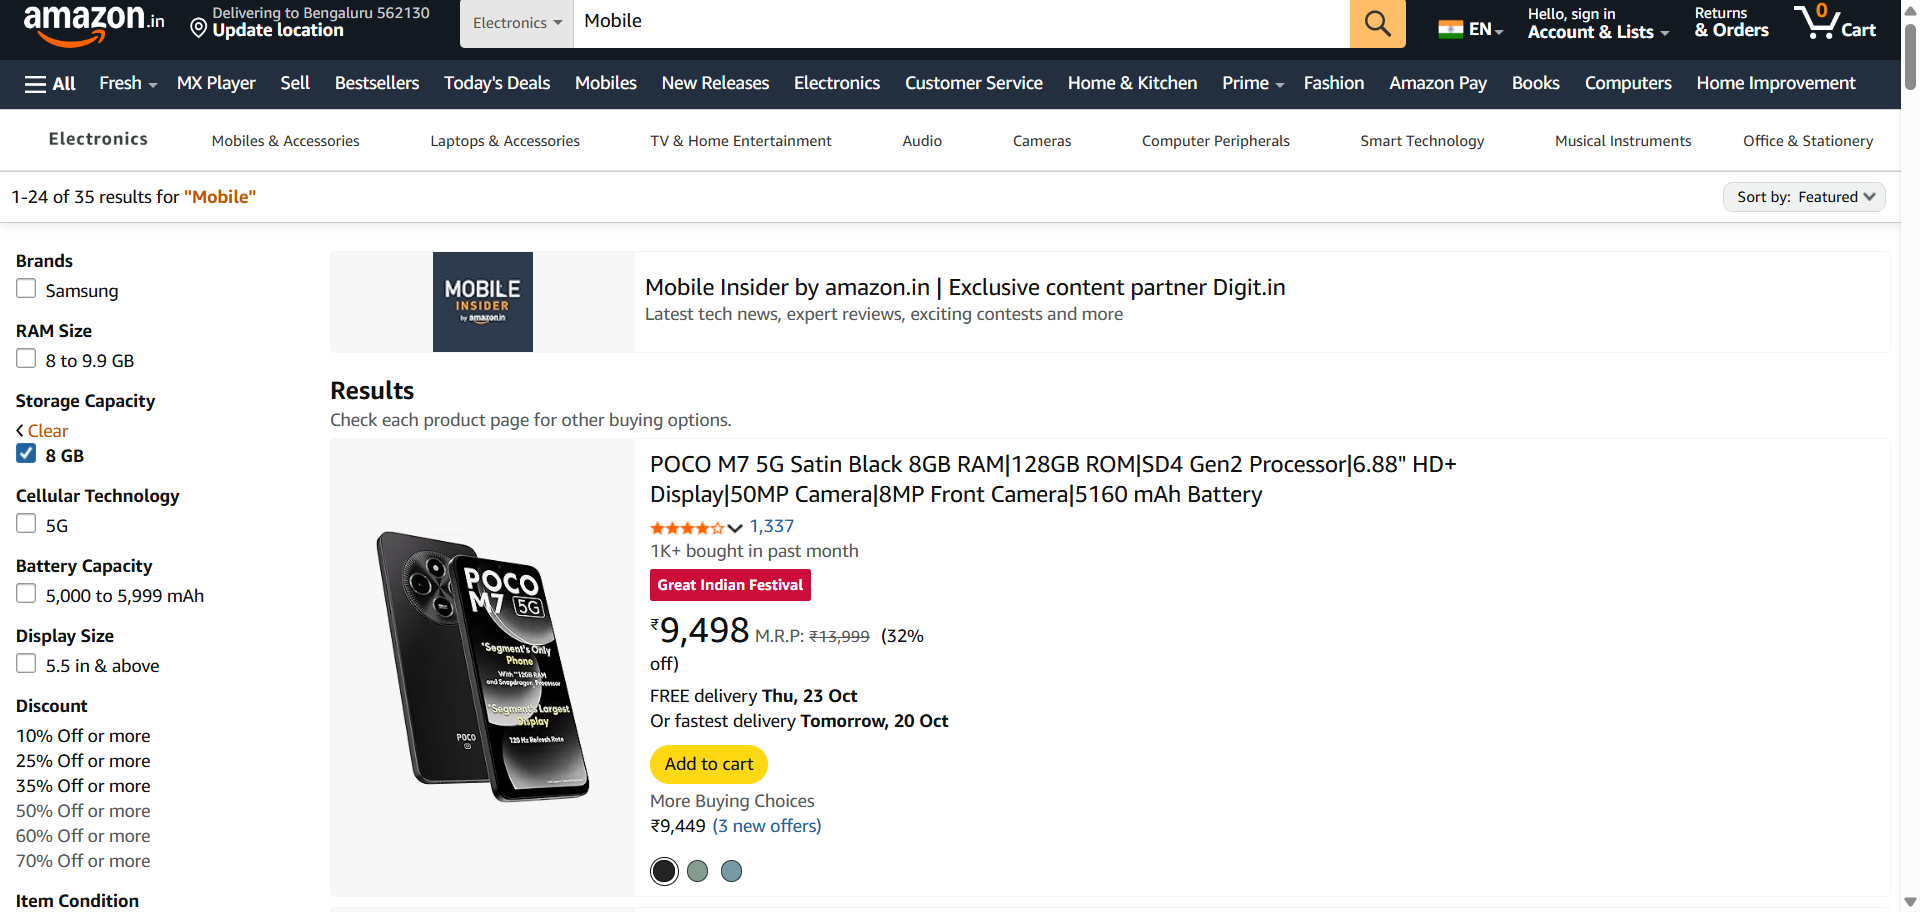 amazon.in
Delivering to Bengaluru 562130
Update location
Electronics
Mobile
EN
Hello, sign in
Account & Lists
Returns
& Orders
0
Cart
All
Fresh
MX Player
Sell
Bestsellers
Today's Deals
Mobiles
New Releases
Electronics
Customer Service
Home & Kitchen
Prime
Fashion
Amazon Pay
Books
Computers
Home Improvement
Electronics
Mobiles & Accessories
Laptops & Accessories
TV & Home Entertainment
Audio
Cameras
Computer Peripherals
Smart Technology
Musical Instruments
Office & Stationery
1-24 of 35 results for "Mobile"
Sort by: Featured
Brands
Samsung
RAM Size
8 to 9.9 GB
Storage Capacity
Clear
8 GB
Cellular Technology
5G
Battery Capacity
5,000 to 5,999 mAh
Display Size
5.5 in & above
Discount
10% Off or more
25% Off or more
35% Off or more
50% Off or more
60% Off or more
70% Off or more
Item Condition
MOBILE
INSIDER
by amazon.in
Mobile Insider by amazon.in | Exclusive content partner Digit.in
Latest tech news, expert reviews, exciting contests and more
Results
Check each product page for other buying options.
POCO
M7 5G
*Segment's Only
Phone
With **12GB RAM
and Snapdragon Processor
*Segment's Largest
Display
120 Hz Refresh Rate
POCO
POCO M7 5G Satin Black 8GB RAM|128GB ROM|SD4 Gen2 Processor|6.88" HD+
Display|50MP Camera|8MP Front Camera|5160 mAh Battery
1,337
1K+ bought in past month
Great Indian Festival
₹9,498 M.R.P: ₹13,999 (32%
off)
FREE delivery Thu, 23 Oct
Or fastest delivery Tomorrow, 20 Oct
Add to cart
More Buying Choices
₹9,449 (3 new offers)